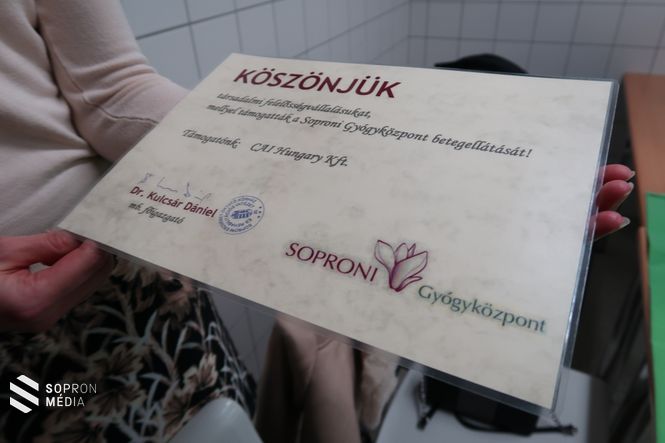 KÖSZÖNJÜK
társadalmi felelősségvállalásukat,
mellyel támogatták a Soproni Gyógyközpont betegellátását!
Támogatónk: CAI Hungary Kft.
Dr. Kulcsár Dániel
mb. főigazgató
SOPRONI
Gyógyközpont
SOPRON
MÉDIA